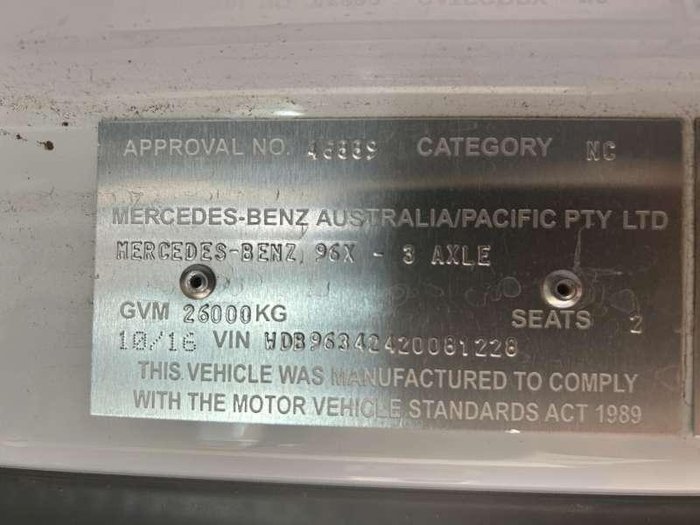 APPROVAL NO. 46889 CATEGORY NC
MERCEDES-BENZ AUSTRALIA/PACIFIC PTY LTD
MERCEDES-BENZ 96X - 3 AXLE
GVM 26000KG SEATS 2
10/16 VIN WDB96342420081228
THIS VEHICLE WAS MANUFACTURED TO COMPLY
WITH THE MOTOR VEHICLE STANDARDS ACT 1989